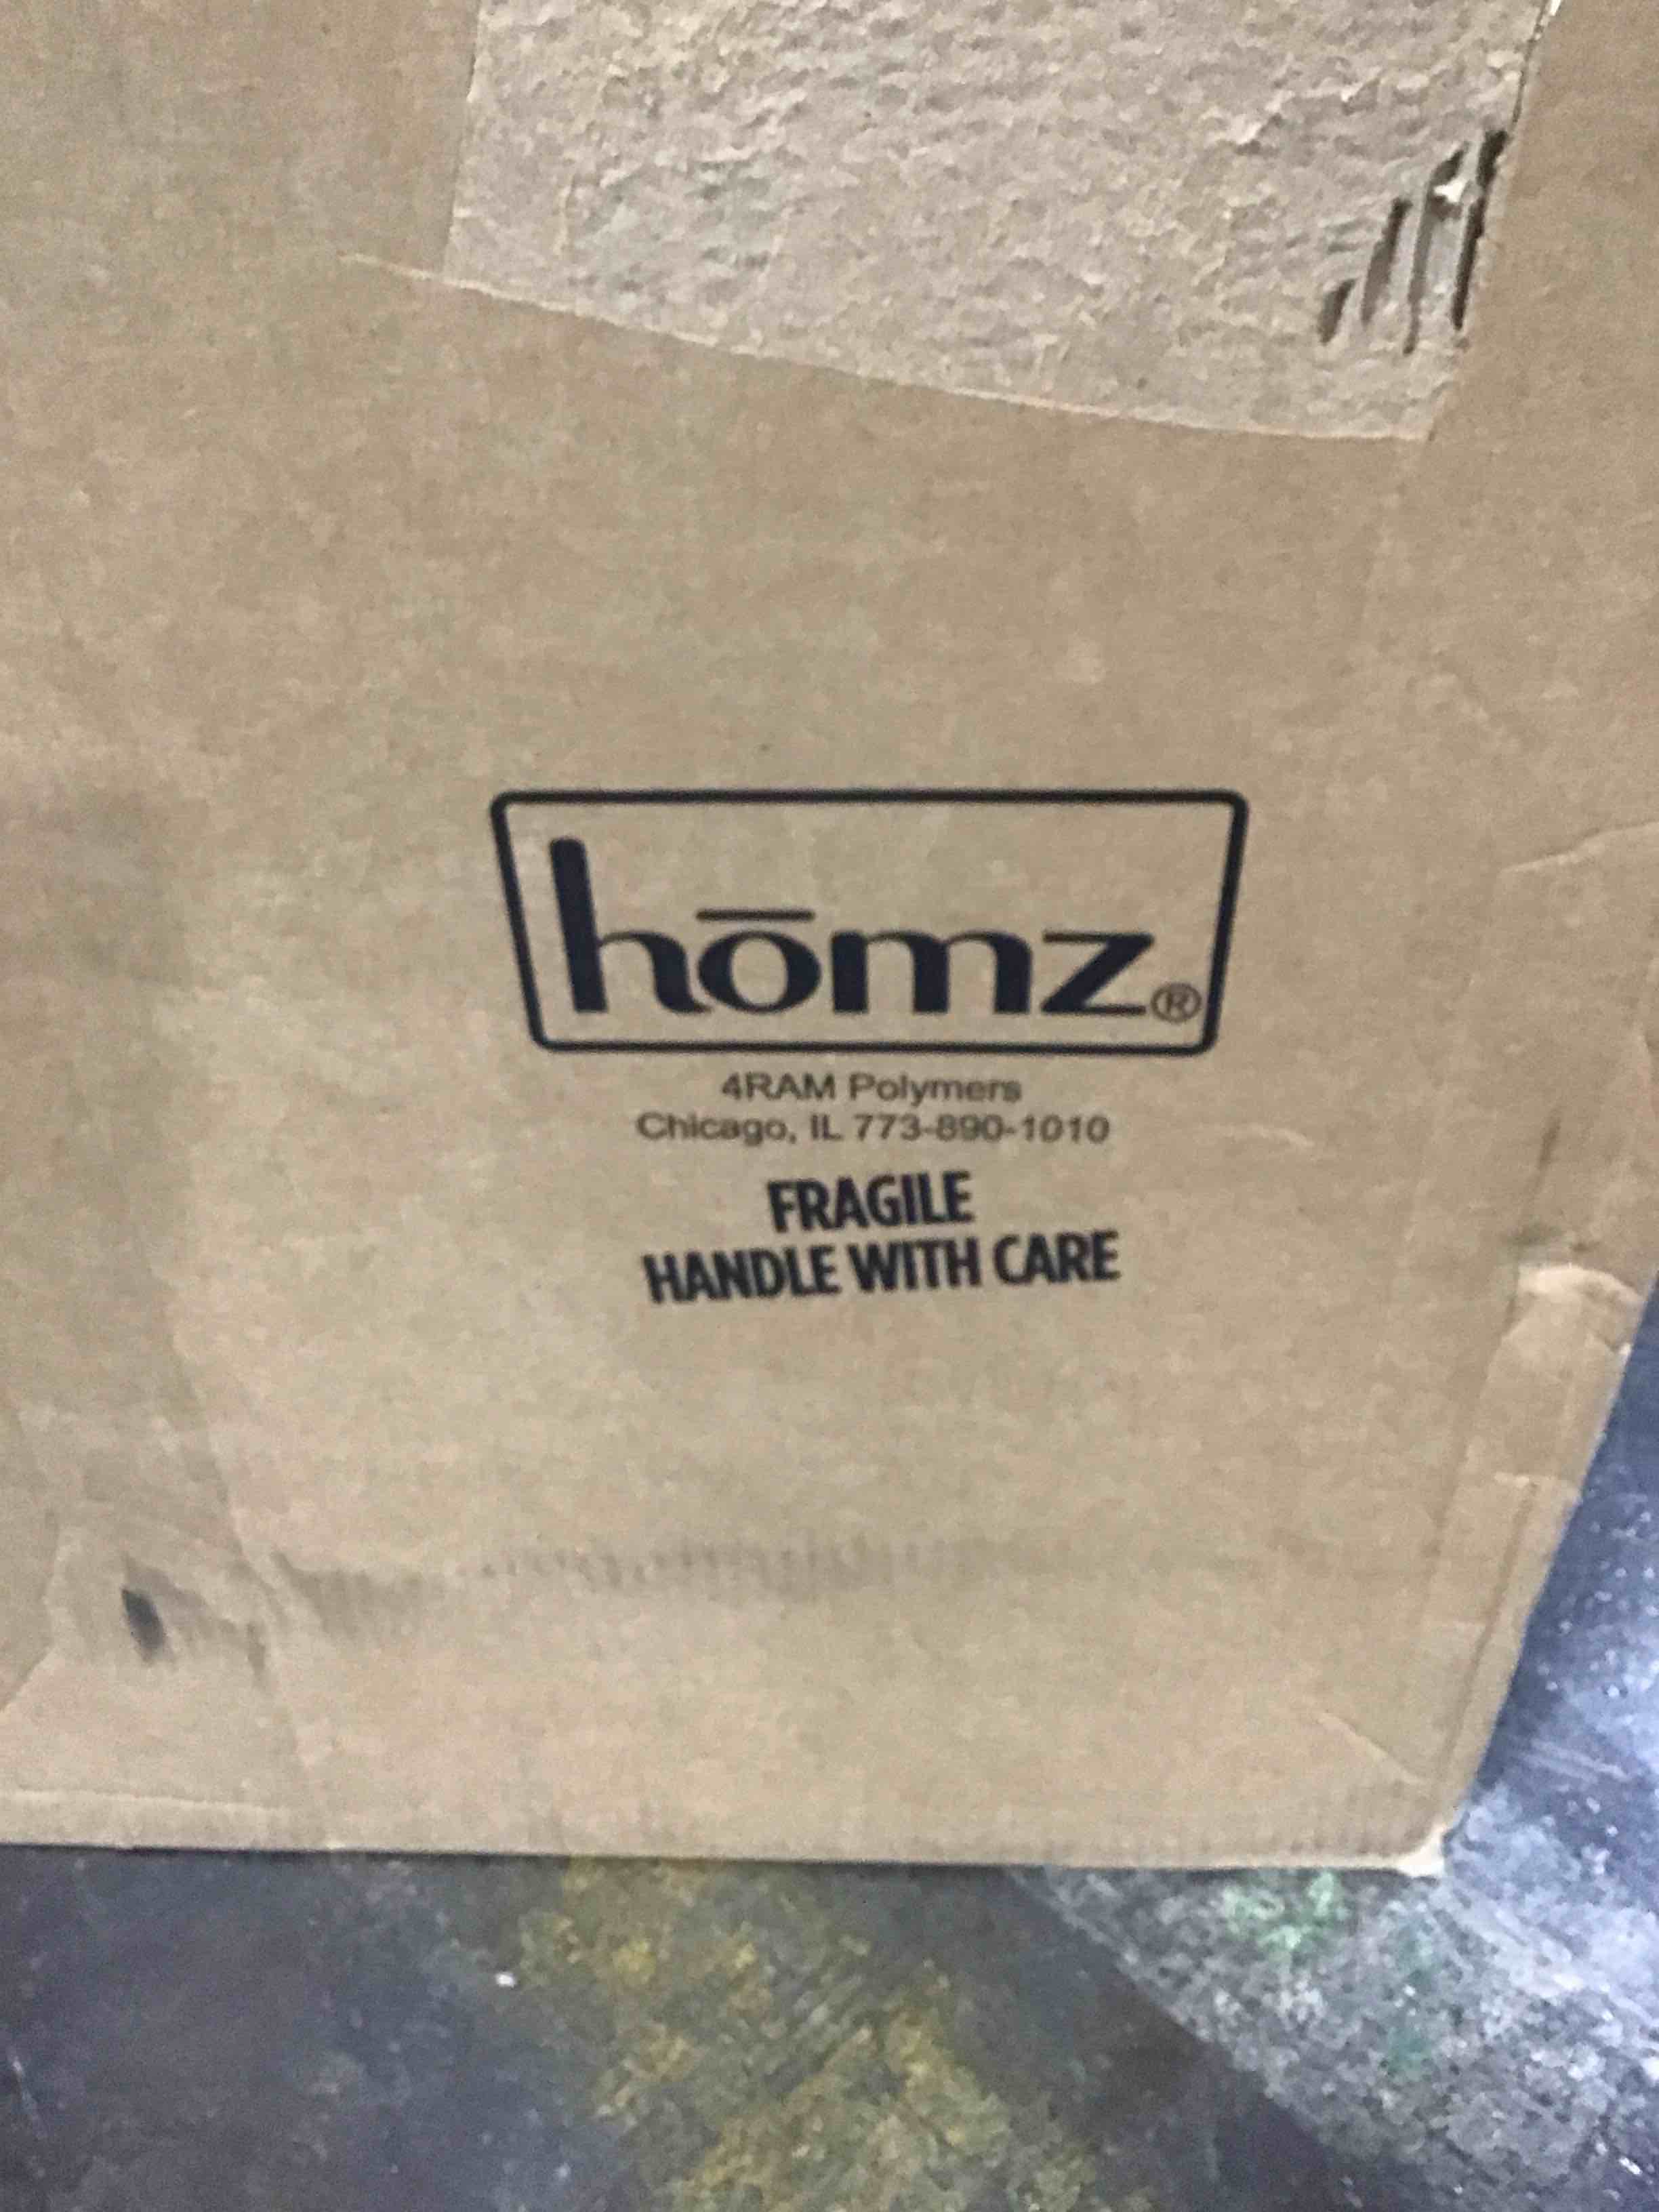 hōmz®
4RAM Polymers
Chicago, IL 773-890-1010
FRAGILE
HANDLE WITH CARE